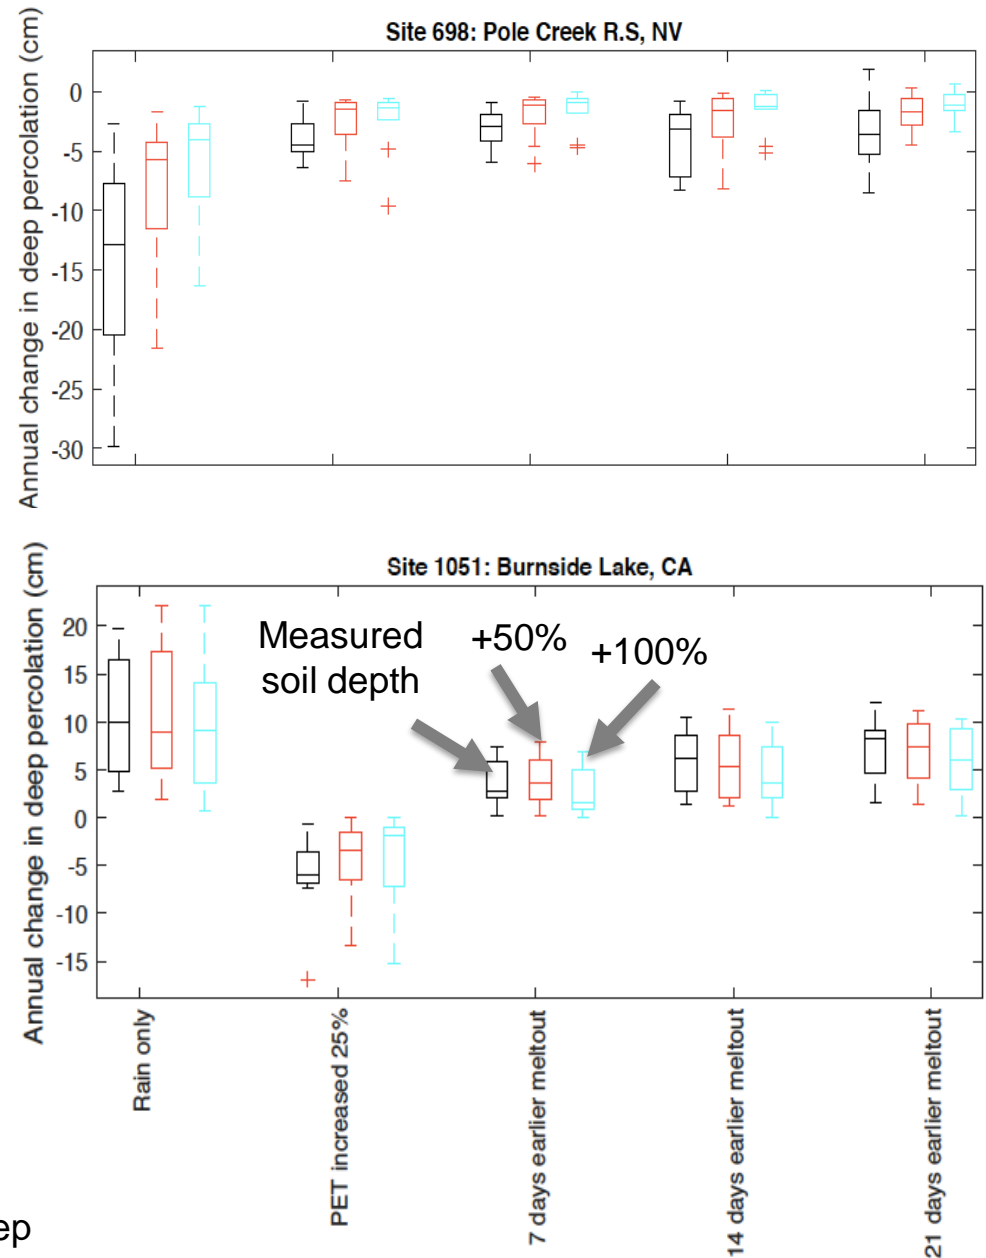 Site 698: Pole Creek R.S, NV
Annual change in deep percolation (cm)
0
-5
-10
-15
-20
-25
-30
Site 1051: Burnside Lake, CA
Annual change in deep percolation (cm)
20
15
10
5
0
-5
-10
-15
Measured
soil depth
+50%
+100%
Rain only
PET increased 25%
7 days earlier meltout
14 days earlier meltout
21 days earlier meltout
ep